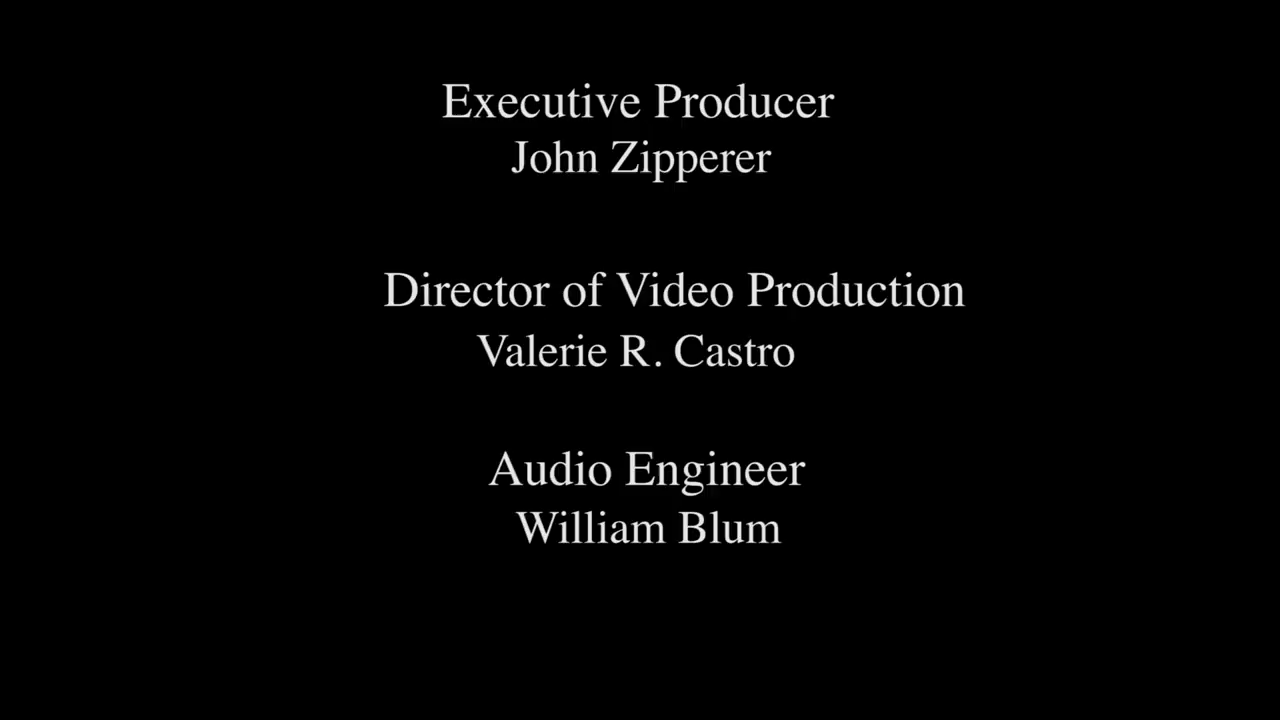 Executive Producer
John Zipperer
Director of Video Production
Valerie R. Castro
Audio Engineer
William Blum